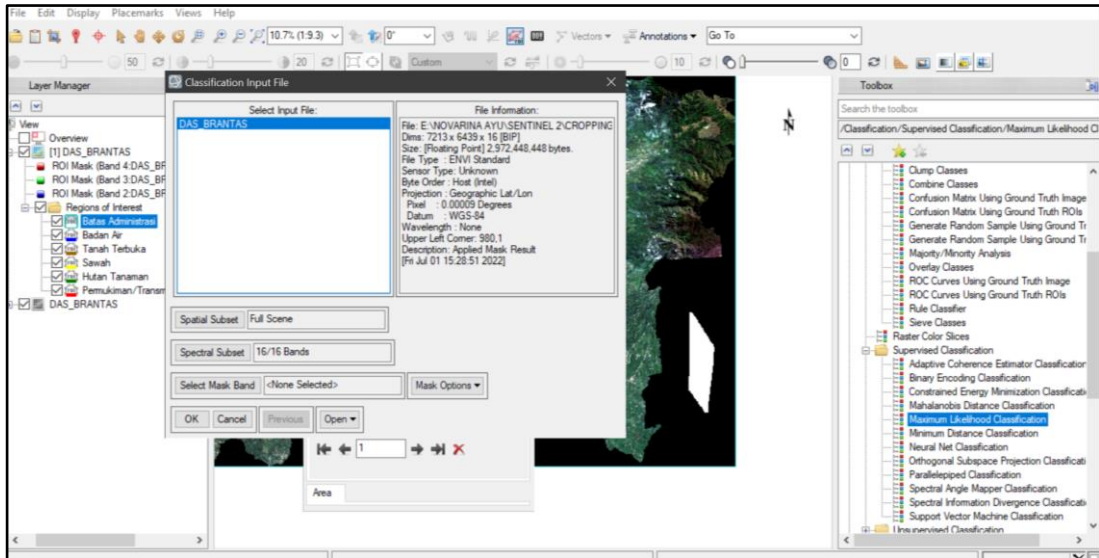 File Edit Display Placemarks Views Help
10.7% (1:9.3) 0° Vectors Annotations Go To
50 20 Custom 10 0
Layer Manager
View
Overview
[1] DAS_BRANTAS
ROI Mask (Band 4:DAS_BF
ROI Mask (Band 3:DAS_BF
ROI Mask (Band 2:DAS_BF
Regions of Interest
Batas Administrasi
Badan Air
Tanah Terbuka
Sawah
Hutan Tanaman
Pemukiman/Transm
DAS_BRANTAS
Classification Input File
Select Input File:
DAS_BRANTAS
File Information:
File: E:\NOVARINA AYU\SENTINEL 2\CROPPING
Dims: 7213 x 6439 x 16 [BIP]
Size: [Floating Point] 2,972,448,448 bytes.
File Type : ENVI Standard
Sensor Type: Unknown
Byte Order : Host (Intel)
Projection : Geographic Lat/Lon
Pixel : 0.00009 Degrees
Datum : WGS-84
Wavelength : None
Upper Left Corner: 980,1
Description: Applied Mask Result
[Fri Jul 01 15:28:51 2022]
Spatial Subset Full Scene
Spectral Subset 16/16 Bands
Select Mask Band <None Selected> Mask Options
OK Cancel Previous Open
1
Area
N
Toolbox
Search the toolbox
/Classification/Supervised Classification/Maximum Likelihood Cl
Clump Classes
Combine Classes
Confusion Matrix Using Ground Truth Image
Confusion Matrix Using Ground Truth ROIs
Generate Random Sample Using Ground Tr
Generate Random Sample Using Ground Tr
Majority/Minority Analysis
Overlay Classes
ROC Curves Using Ground Truth Image
ROC Curves Using Ground Truth ROIs
Rule Classifier
Sieve Classes
Raster Color Slices
Supervised Classification
Adaptive Coherence Estimator Classification
Binary Encoding Classification
Constrained Energy Minimization Classificati
Mahalanobis Distance Classification
Maximum Likelihood Classification
Minimum Distance Classification
Neural Net Classification
Orthogonal Subspace Projection Classificati
Parallelepiped Classification
Spectral Angle Mapper Classification
Spectral Information Divergence Classificati
Support Vector Machine Classification
Unsupervised Classification